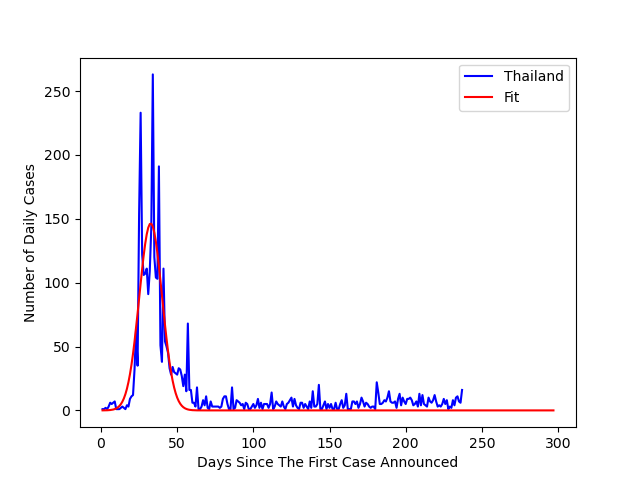 Thailand
Fit
250
200
150
100
50
0
Number of Daily Cases
0 50 100 150 200 250 300
Days Since The First Case Announced